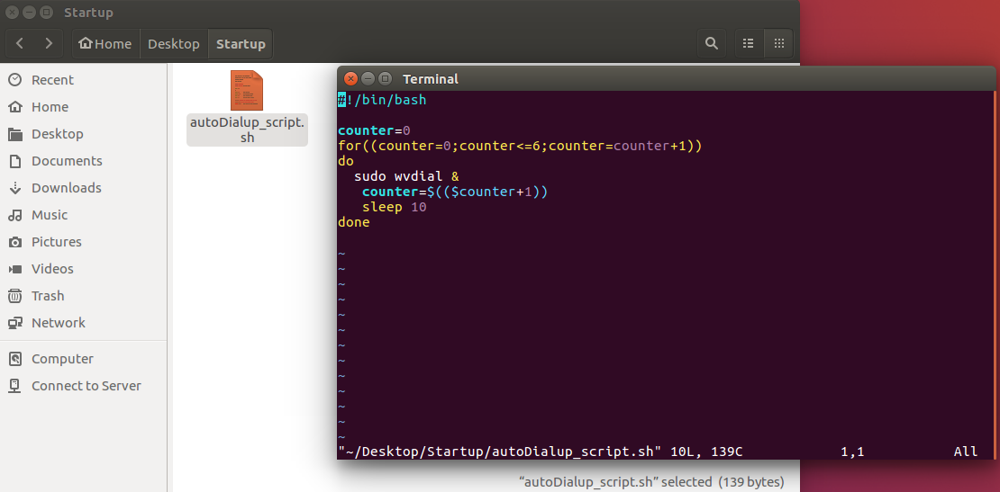 Startup
Home Desktop Startup
Recent
Home
Desktop
Documents
Downloads
Music
Pictures
Videos
Trash
Network
Computer
Connect to Server
autoDialup_script.
sh
Terminal
#!/bin/bash
counter=0
for((counter=0;counter<=6;counter=counter+1))
do
  sudo wvdial &
   counter=$(($counter+1))
   sleep 10
done
~
~
~
~
~
~
~
~
~
~
~
~
~
"~/Desktop/Startup/autoDialup_script.sh" 10L, 139C 1,1 All
“autoDialup_script.sh” selected (139 bytes)